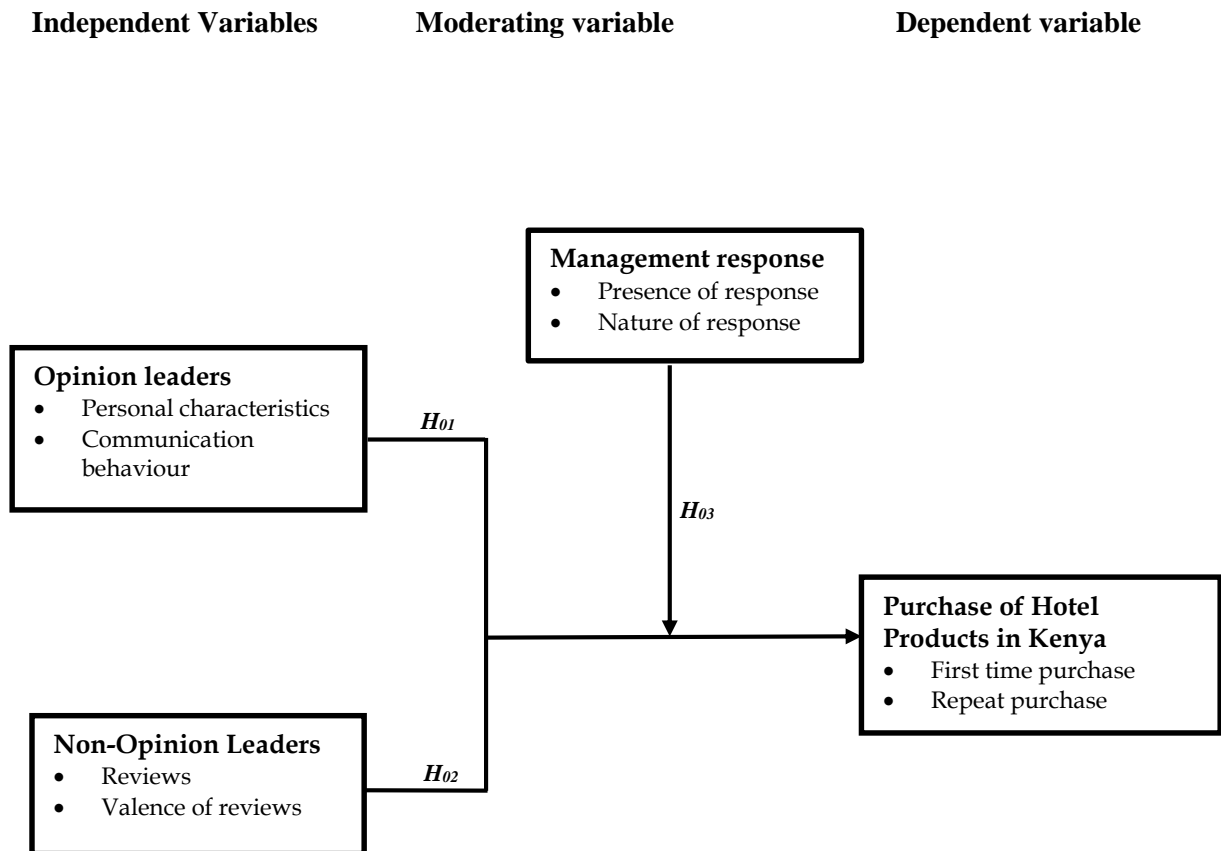 Independent Variables Moderating variable Dependent variable
Management response
• Presence of response
• Nature of response
Opinion leaders
• Personal characteristics
• Communication
behaviour
H01
H03
Purchase of Hotel
Products in Kenya
• First time purchase
• Repeat purchase
Non-Opinion Leaders
• Reviews
• Valence of reviews
H02